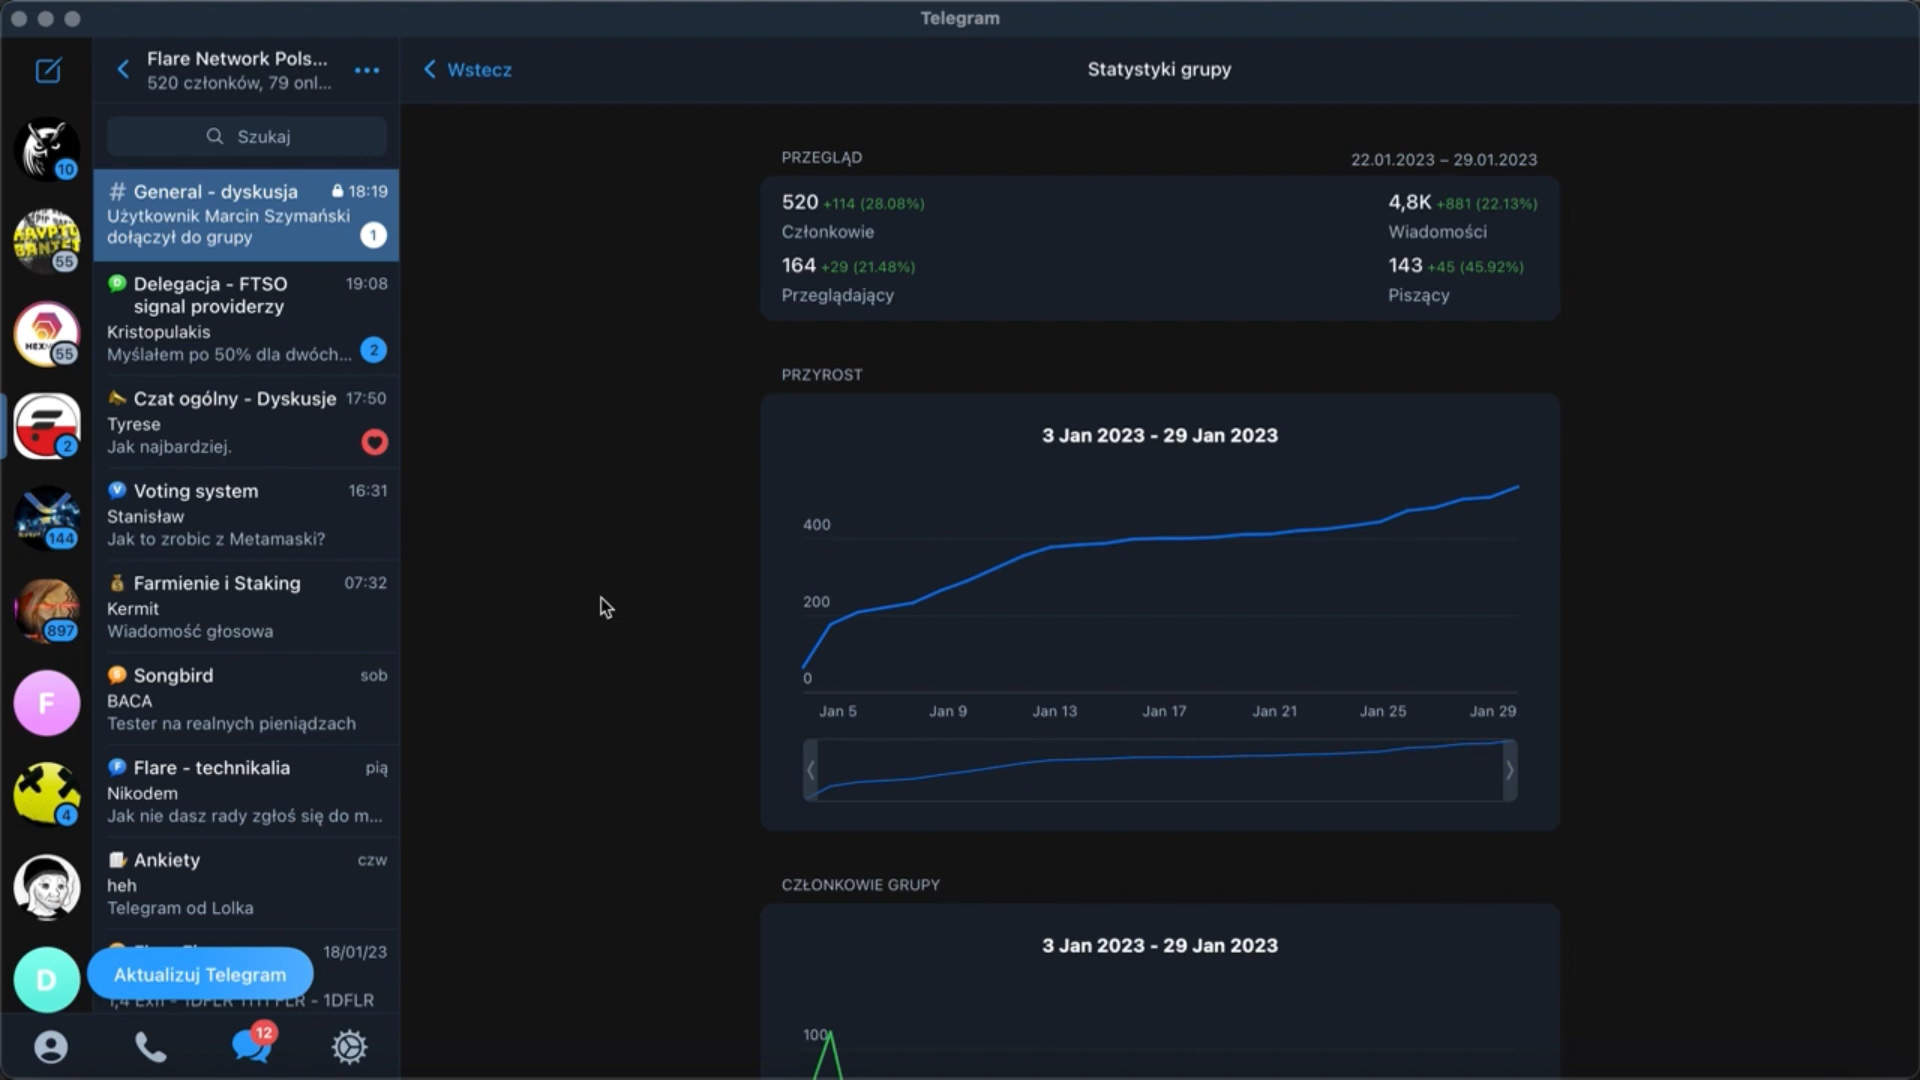 Telegram
Flare Network Pols...
520 członków, 79 onl...
Szukaj
10
55
55
2
144
897
F
4
D
# General - dyskusja 18:19
Użytkownik Marcin Szymański
dołączył do grupy 1
Delegacja - FTSO 19:08
signal providerzy
Kristopulakis
Myślałem po 50% dla dwóch... 2
Czat ogólny - Dyskusje 17:50
Tyrese
Jak najbardziej.
Voting system 16:31
Stanisław
Jak to zrobic z Metamaski?
Farmienie i Staking 07:32
Kermit
Wiadomość głosowa
Songbird sob
BACA
Tester na realnych pieniądzach
Flare - technikalia pią
Nikodem
Jak nie dasz rady zgłoś się do m...
Ankiety czw
heh
Telegram od Lolka
18/01/23
Aktualizuj Telegram
- 1DFLR
12
Wstecz
Statystyki grupy
PRZEGLĄD 22.01.2023 – 29.01.2023
520 +114 (28.08%) 4,8K +881 (22.13%)
Członkowie Wiadomości
164 +29 (21.48%) 143 +45 (45.92%)
Przeglądający Piszący
PRZYROST
3 Jan 2023 - 29 Jan 2023
400
200
0
Jan 5 Jan 9 Jan 13 Jan 17 Jan 21 Jan 25 Jan 29
CZŁONKOWIE GRUPY
3 Jan 2023 - 29 Jan 2023
100